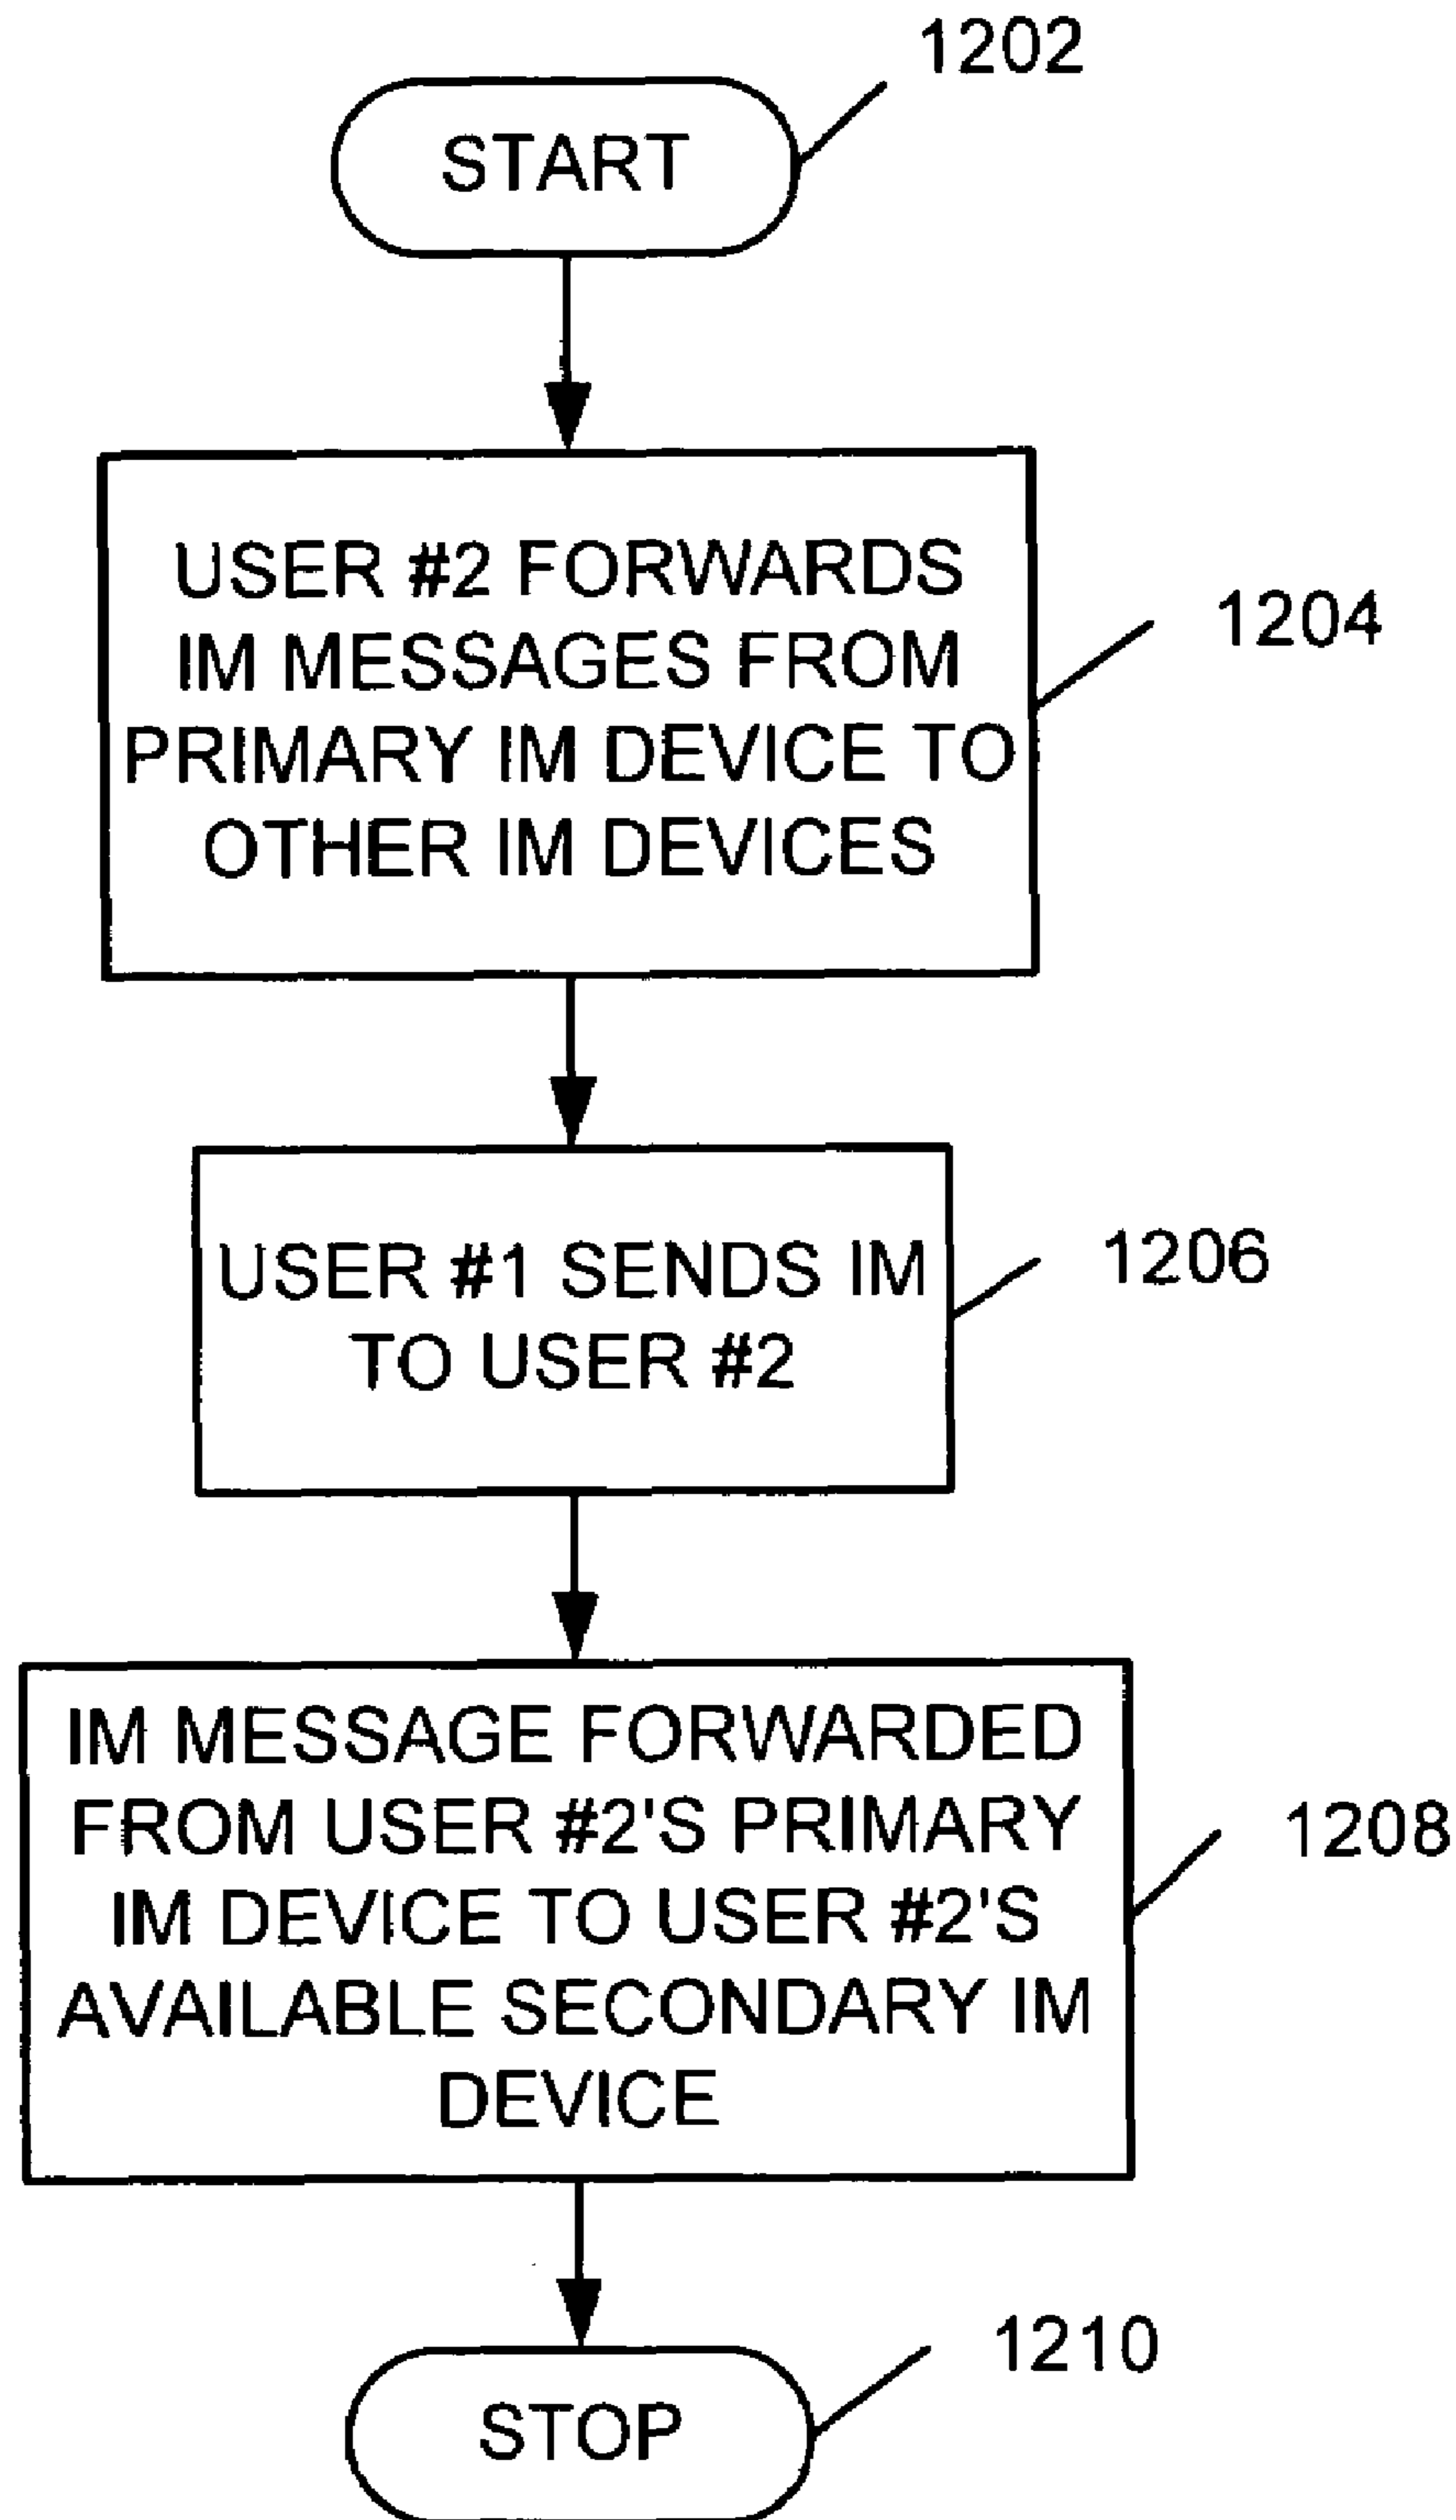 1202
START
USER #2 FORWARDS
IM MESSAGES FROM
PRIMARY IM DEVICE TO
OTHER IM DEVICES
1204
USER #1 SENDS IM
TO USER #2
1206
IM MESSAGE FORWARDED
FROM USER #2'S PRIMARY
IM DEVICE TO USER #2'S
AVAILABLE SECONDARY IM
DEVICE
1208
1210
STOP